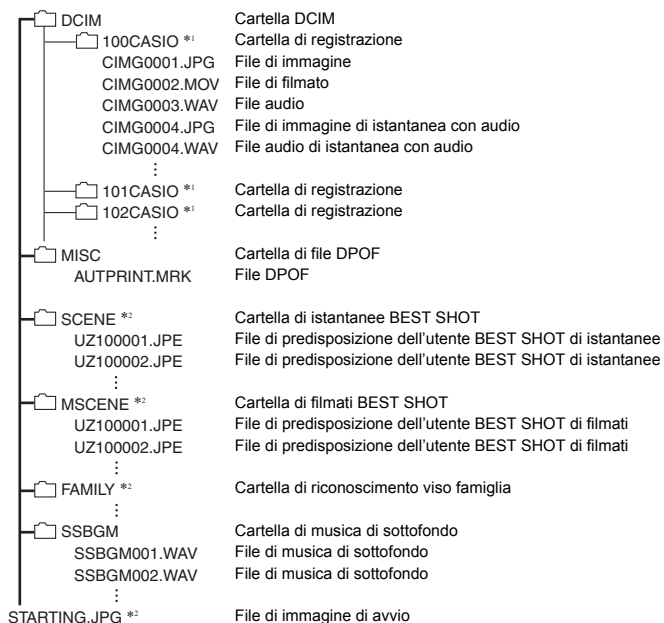 DCIM Cartella DCIM
100CASIO *1 Cartella di registrazione
CIMG0001.JPG File di immagine
CIMG0002.MOV File di filmato
CIMG0003.WAV File audio
CIMG0004.JPG File di immagine di istantanea con audio
CIMG0004.WAV File audio di istantanea con audio
101CASIO *1 Cartella di registrazione
102CASIO *1 Cartella di registrazione
MISC Cartella di file DPOF
AUTPRINT.MRK File DPOF
SCENE *2 Cartella di istantanee BEST SHOT
UZ100001.JPE File di predisposizione dell'utente BEST SHOT di istantanee
UZ100002.JPE File di predisposizione dell'utente BEST SHOT di istantanee
MSCENE *2 Cartella di filmati BEST SHOT
UZ100001.JPE File di predisposizione dell'utente BEST SHOT di filmati
UZ100002.JPE File di predisposizione dell'utente BEST SHOT di filmati
FAMILY *2 Cartella di riconoscimento viso famiglia
SSBGM Cartella di musica di sottofondo
SSBGM001.WAV File di musica di sottofondo
SSBGM002.WAV File di musica di sottofondo
STARTING.JPG *2 File di immagine di avvio